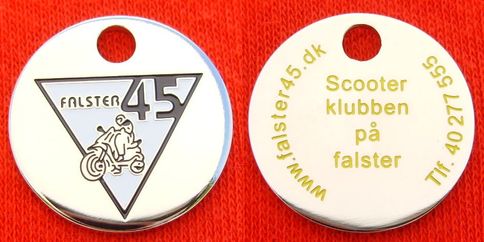 FALSTER 45
www.falster45.dk
Scooter
klubben
på
falster
Tlf. 40 277 555